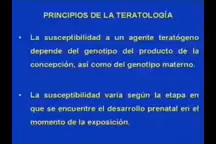 PRINCIPIOS DE LA TERATOLOGÍA
• La susceptibilidad a un agente teratógeno
depende del genotipo del producto de la
concepción, así como del genotipo materno.
• La susceptibilidad varía según la etapa en
que se encuentre el desarrollo prenatal en el
momento de la exposición.